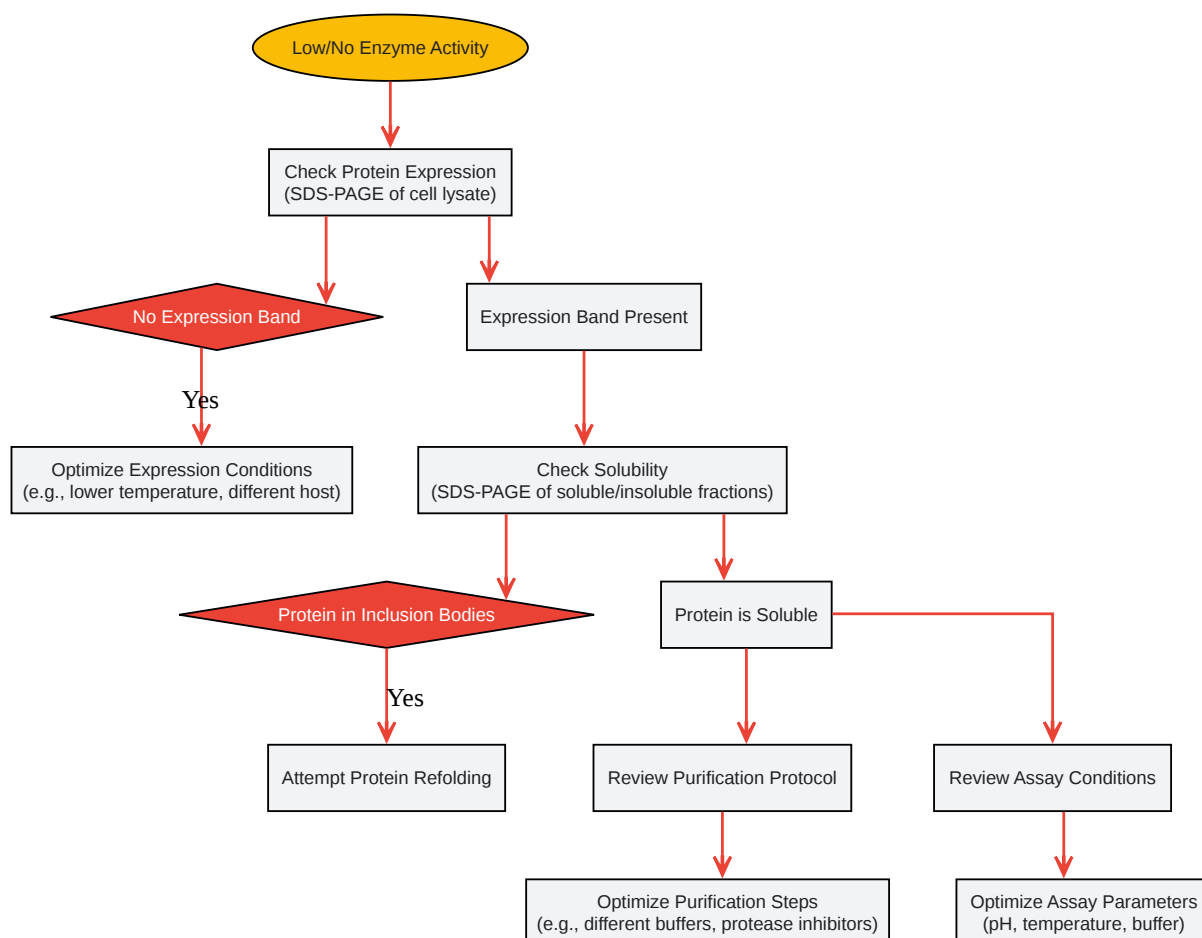 Low/No Enzyme Activity
Check Protein Expression
(SDS-PAGE of cell lysate)
No Expression Band
Expression Band Present
Yes
Optimize Expression Conditions
(e.g., lower temperature, different host)
Check Solubility
(SDS-PAGE of soluble/insoluble fractions)
Protein in Inclusion Bodies
Protein is Soluble
Yes
Attempt Protein Refolding
Review Purification Protocol
Review Assay Conditions
Optimize Purification Steps
(e.g., different buffers, protease inhibitors)
Optimize Assay Parameters
(pH, temperature, buffer)